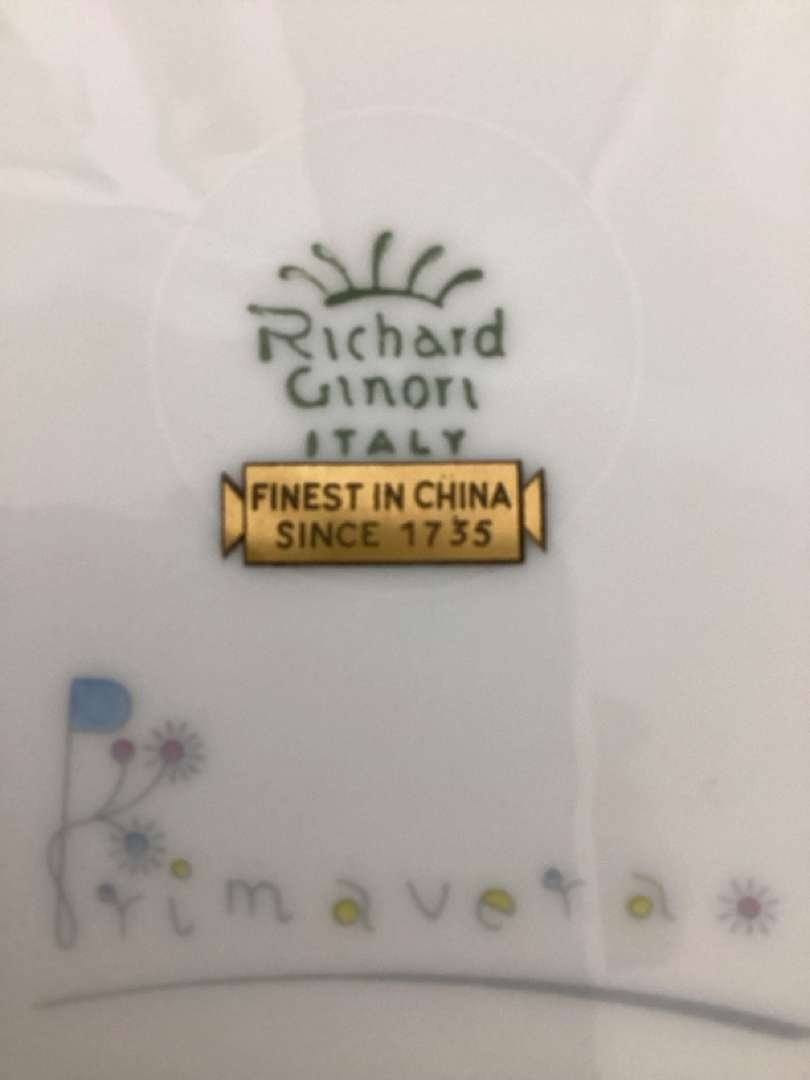 Richard
Ginori
ITALY
FINEST IN CHINA
SINCE 1735
Primavera